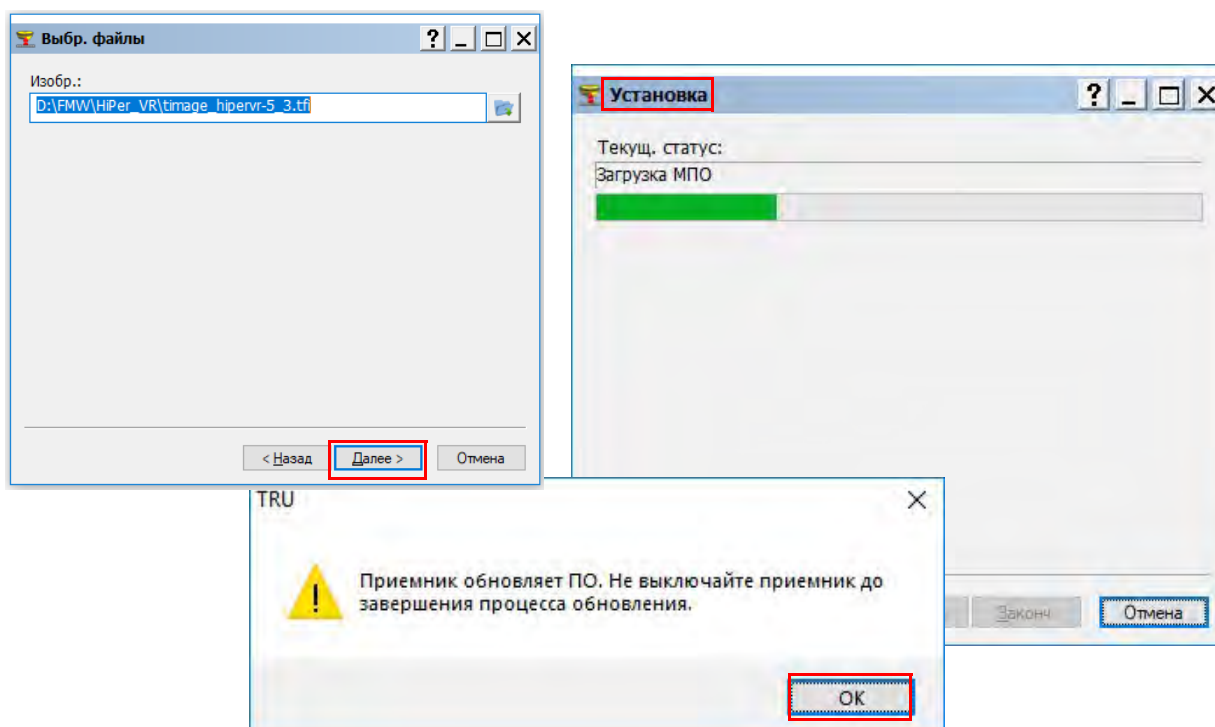 Выбр. файлы
Изобр.:
D:\FMW\HiPer_VR\timage_hipervr-5_3.tfi
< Назад
Далее >
Отмена
Установка
Текущ. статус:
Загрузка МПО
Законч
Отмена
TRU
Приемник обновляет ПО. Не выключайте приемник до
завершения процесса обновления.
OK